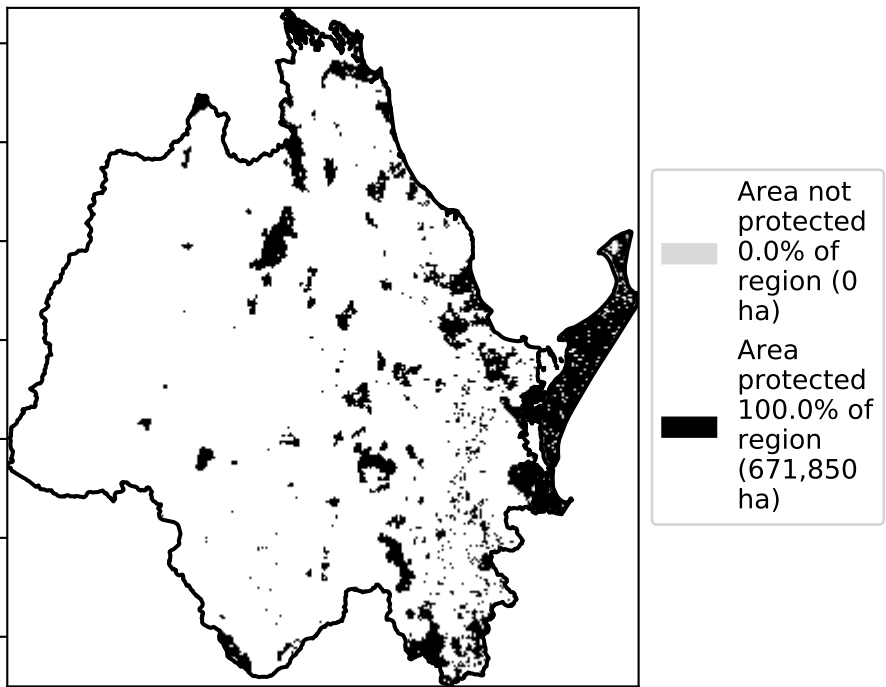 Area not
protected
0.0% of
region (0
ha)
Area
protected
100.0% of
region
(671,850
ha)